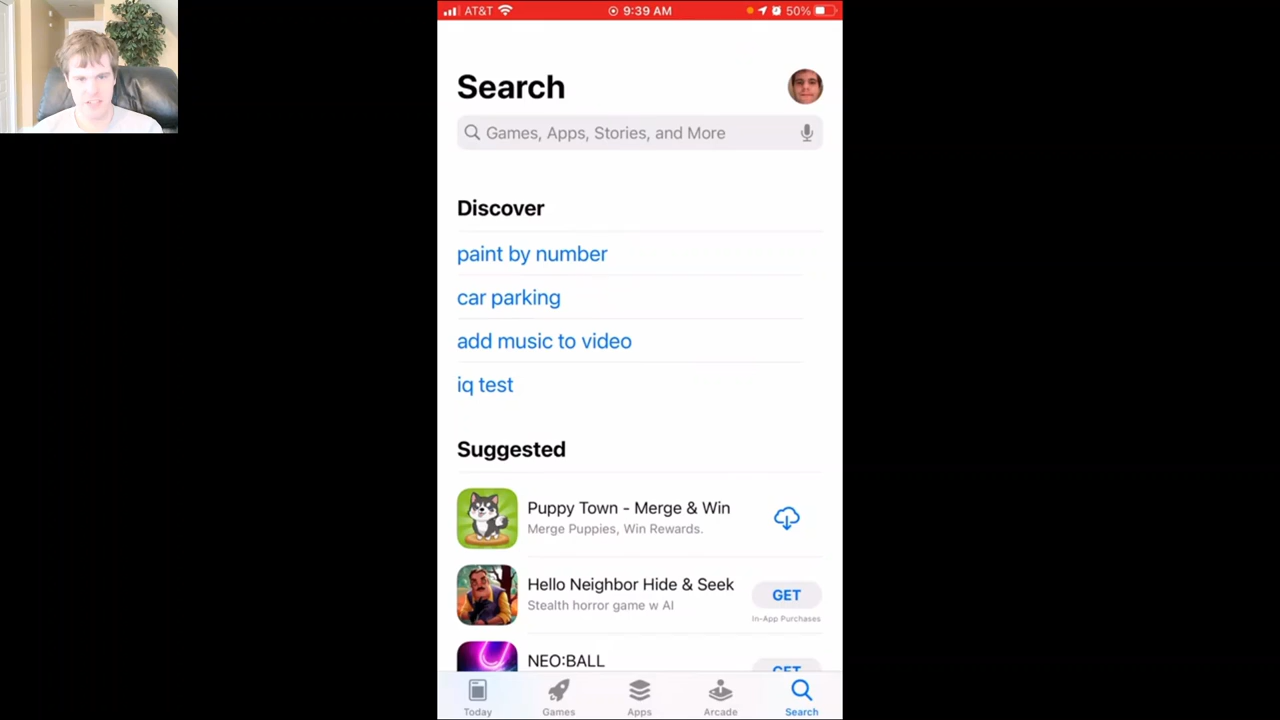 AT&T 9:39 AM 50%
Search
Games, Apps, Stories, and More
Discover
paint by number
car parking
add music to video
iq test
Suggested
Puppy Town - Merge & Win
Merge Puppies, Win Rewards.
Hello Neighbor Hide & Seek
Stealth horror game w AI
GET
In-App Purchases
NEO:BALL
GET
Today Games Apps Arcade Search